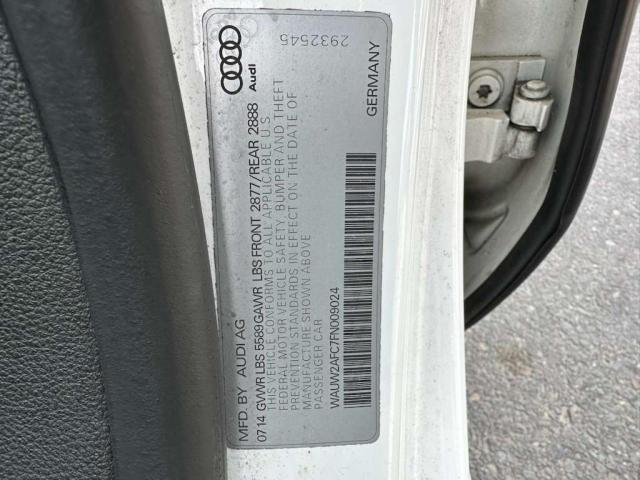 MFD. BY AUDI AG
Audi
2932545
0714 GVWR LBS 5589 GAWR LBS FRONT 2877/REAR 2888
THIS VEHICLE CONFORMS TO ALL APPLICABLE U.S.
FEDERAL MOTOR VEHICLE SAFETY, BUMPER AND THEFT
PREVENTION STANDARDS IN EFFECT ON THE DATE OF
MANUFACTURE SHOWN ABOVE
PASSENGER CAR
WAUW2AFC7FN009024
GERMANY